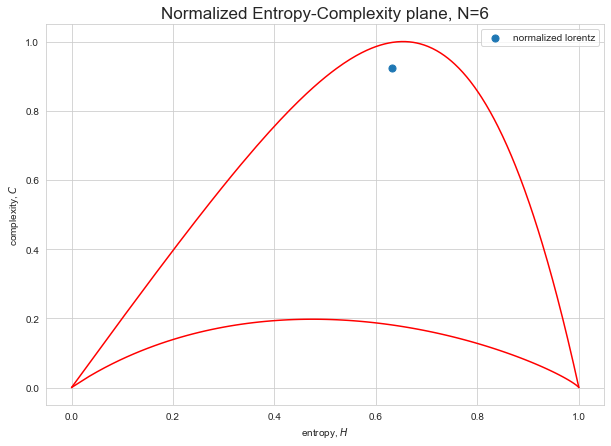 Normalized Entropy-Complexity plane, N=6
normalized lorentz
1.0
0.8
0.6
0.4
0.2
0.0
complexity, C
0.0 0.2 0.4 0.6 0.8 1.0
entropy, H